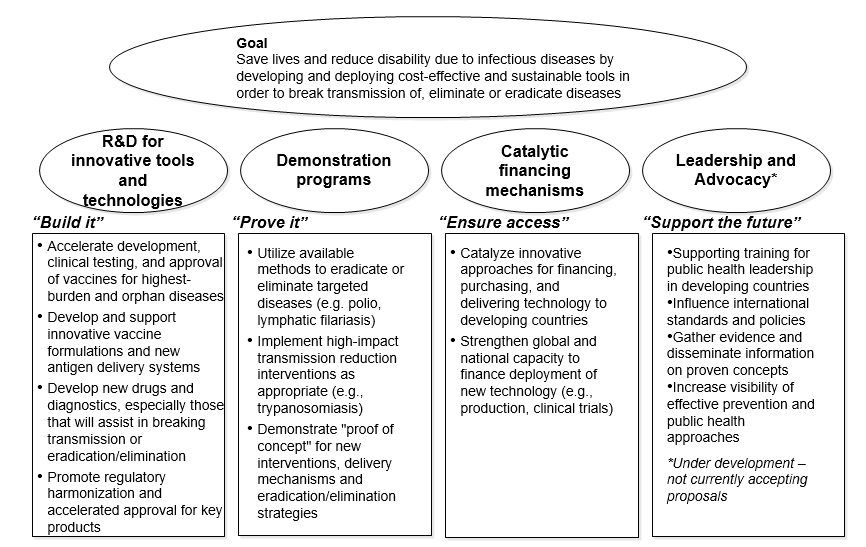 Goal
Save lives and reduce disability due to infectious diseases by
developing and deploying cost-effective and sustainable tools in
order to break transmission of, eliminate or eradicate diseases
R&D for
innovative tools
and
technologies
"Build it"
• Accelerate development,
clinical testing, and approval
of vaccines for highest-
burden and orphan diseases
• Develop and support
innovative vaccine
formulations and new
antigen delivery systems
• Develop new drugs and
diagnostics, especially those
that will assist in breaking
transmission or
eradication/elimination
• Promote regulatory
harmonization and
accelerated approval for key
products
Demonstration
programs
"Prove it"
• Utilize available
methods to eradicate or
eliminate targeted
diseases (e.g. polio,
lymphatic filariasis)
• Implement high-impact
transmission reduction
interventions as
appropriate (e.g.,
trypanosomiasis)
• Demonstrate "proof of
concept" for new
interventions, delivery
mechanisms and
eradication/elimination
strategies
Catalytic
financing
mechanisms
"Ensure access"
• Catalyze innovative
approaches for financing,
purchasing, and
delivering technology to
developing countries
• Strengthen global and
national capacity to
finance deployment of
new technology (e.g.,
production, clinical trials)
Leadership and
Advocacy*
"Support the future"
•Supporting training for
public health leadership
in developing countries
•Influence international
standards and policies
•Gather evidence and
disseminate information
on proven concepts
•Increase visibility of
effective prevention and
public health
approaches
*Under development –
not currently accepting
proposals